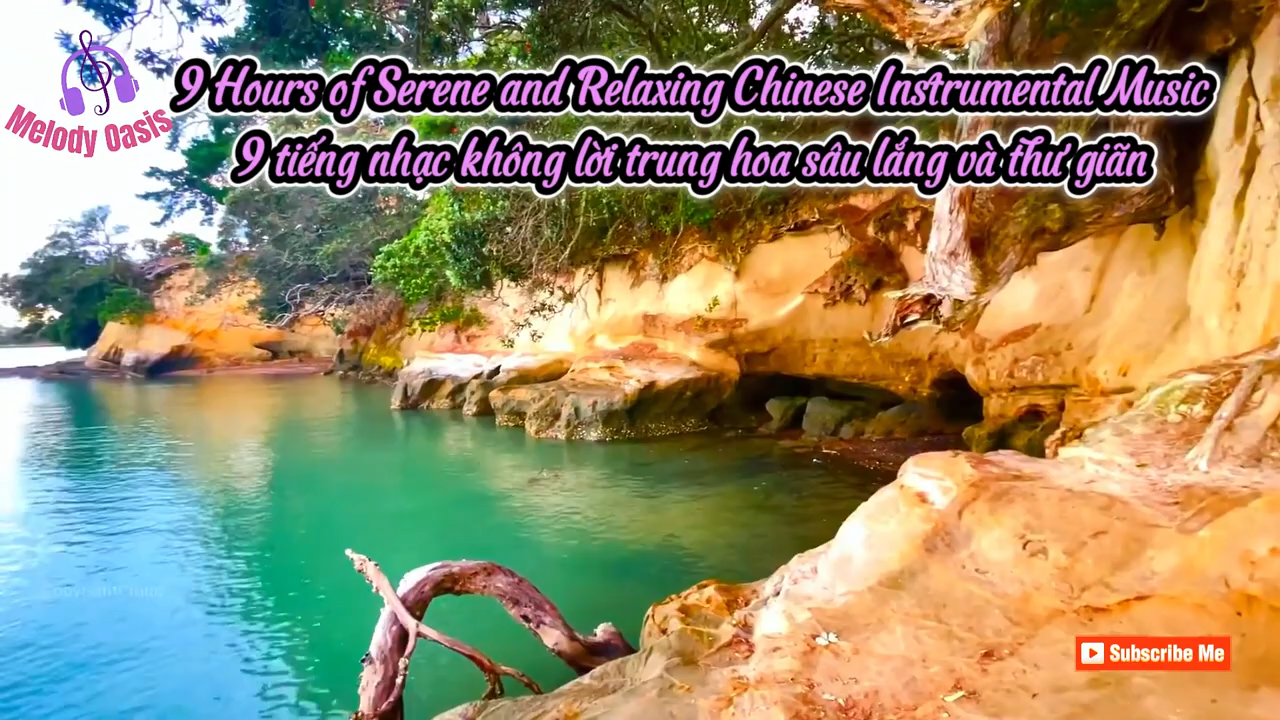 9 Hours of Serene and Relaxing Chinese Instrumental Music
9 tiếng nhạc không lời trung hoa sâu lắng và thư giãn
Melody Oasis
Subscribe Me